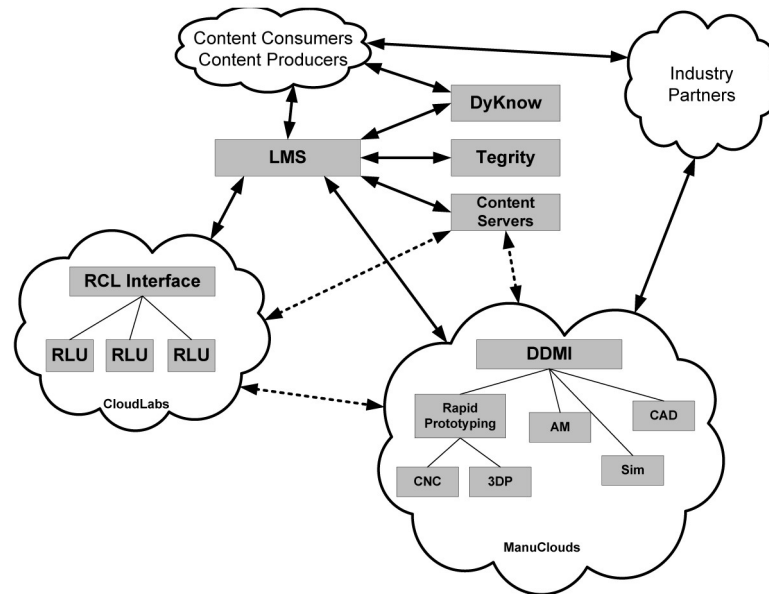 Content Consumers
Content Producers
Industry
Partners
DyKnow
LMS
Tegrity
Content
Servers
RCL Interface
RLU
RLU
RLU
CloudLabs
DDMI
Rapid
Prototyping
AM
CAD
Sim
CNC
3DP
ManuClouds